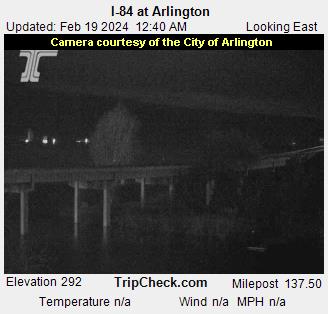 I-84 at Arlington
Updated: Feb 19 2024 12:40 AM Looking East
Camera courtesy of the City of Arlington
Elevation 292 TripCheck.com Milepost 137.50
Temperature n/a Wind n/a MPH n/a